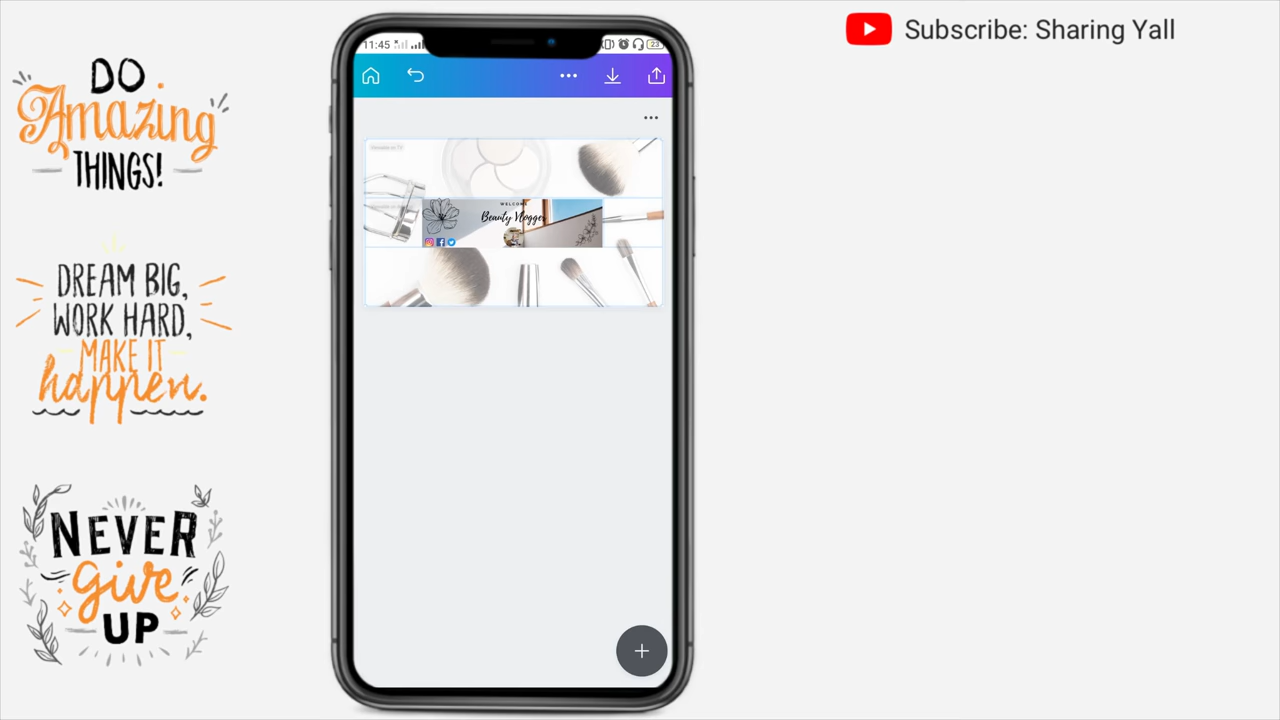 Subscribe: Sharing Yall
DO
Amazing
THINGS!
DREAM BIG,
WORK HARD,
MAKE IT
happen.
NEVER
give
UP
11:45
23
WELCOME
Beauty Vlogger